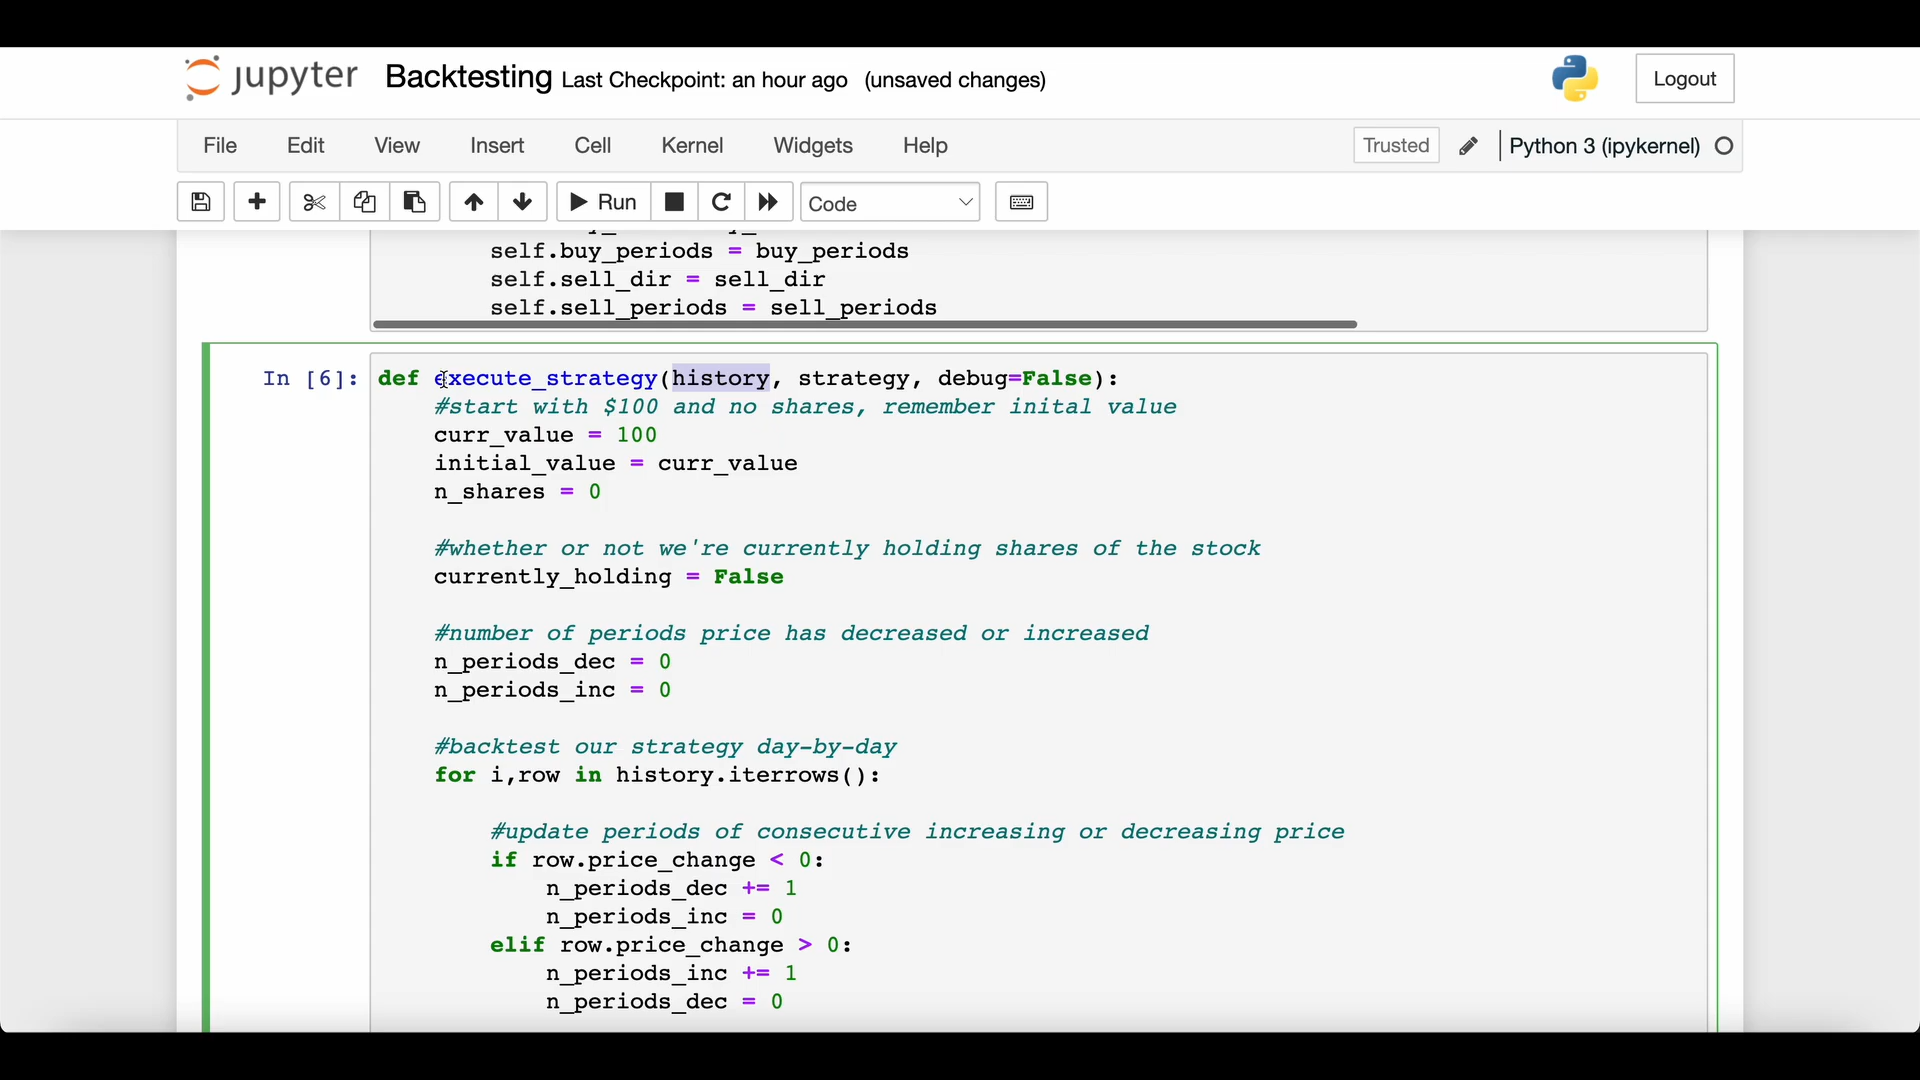 jupyter Backtesting Last Checkpoint: an hour ago (unsaved changes) Logout
File Edit View Insert Cell Kernel Widgets Help Trusted Python 3 (ipykernel)
Run Code
self.buy_periods = buy_periods
self.sell_dir = sell_dir
self.sell_periods = sell_periods
In [6]: def execute_strategy(history, strategy, debug=False):
#start with $100 and no shares, remember inital value
curr_value = 100
initial_value = curr_value
n_shares = 0
#whether or not we're currently holding shares of the stock
currently_holding = False
#number of periods price has decreased or increased
n_periods_dec = 0
n_periods_inc = 0
#backtest our strategy day-by-day
for i,row in history.iterrows():
#update periods of consecutive increasing or decreasing price
if row.price_change < 0:
n_periods_dec += 1
n_periods_inc = 0
elif row.price_change > 0:
n_periods_inc += 1
n_periods_dec = 0